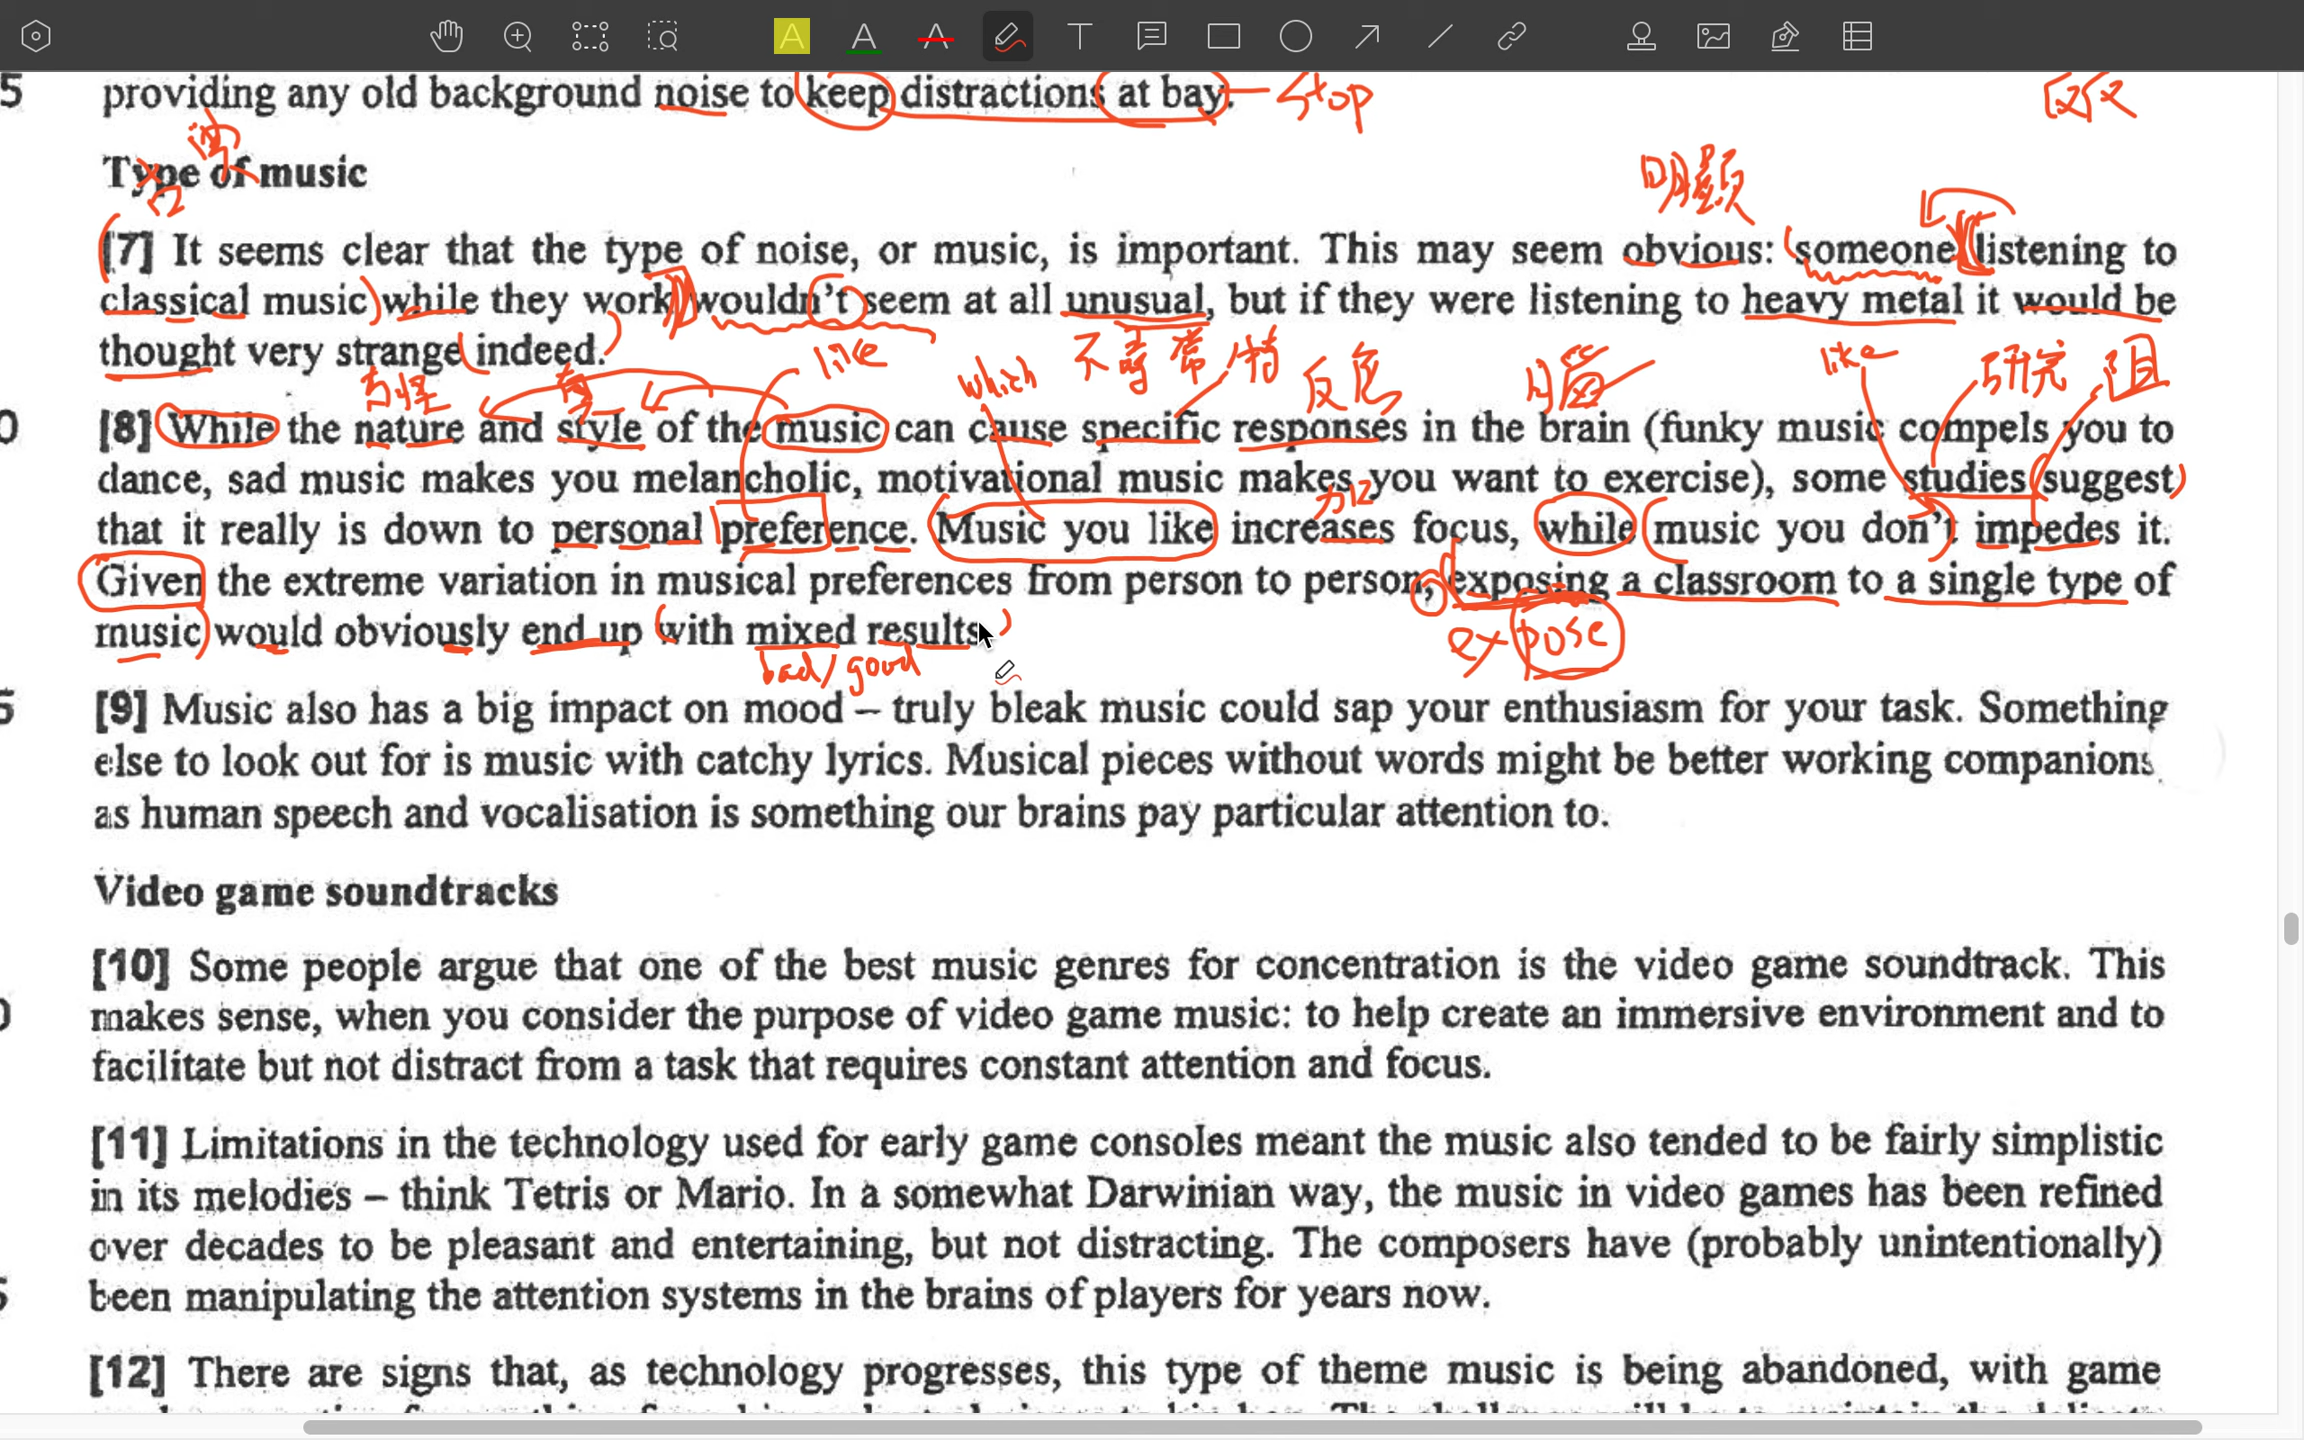 5 providing any old background noise to keep distractions at bay. stop
Type of music
明顯
[7] It seems clear that the type of noise, or music, is important. This may seem obvious: someone listening to
classical music while they work wouldn't seem at all unusual, but if they were listening to heavy metal it would be
thought very strange indeed.
like
which
不尋常
特
反應
like
研究
阻
0 [8] While the nature and style of the music can cause specific responses in the brain (funky music compels you to
dance, sad music makes you melancholic, motivational music makes you want to exercise), some studies suggest
that it really is down to personal preference. Music you like increases focus, while music you don't impedes it.
Given the extreme variation in musical preferences from person to person, exposing a classroom to a single type of
music would obviously end up with mixed results.
expose
bad/good
5 [9] Music also has a big impact on mood – truly bleak music could sap your enthusiasm for your task. Something
else to look out for is music with catchy lyrics. Musical pieces without words might be better working companions
as human speech and vocalisation is something our brains pay particular attention to.
Video game soundtracks
[10] Some people argue that one of the best music genres for concentration is the video game soundtrack. This
0 makes sense, when you consider the purpose of video game music: to help create an immersive environment and to
facilitate but not distract from a task that requires constant attention and focus.
[11] Limitations in the technology used for early game consoles meant the music also tended to be fairly simplistic
in its melodies – think Tetris or Mario. In a somewhat Darwinian way, the music in video games has been refined
over decades to be pleasant and entertaining, but not distracting. The composers have (probably unintentionally)
5 been manipulating the attention systems in the brains of players for years now.
[12] There are signs that, as technology progresses, this type of theme music is being abandoned, with game